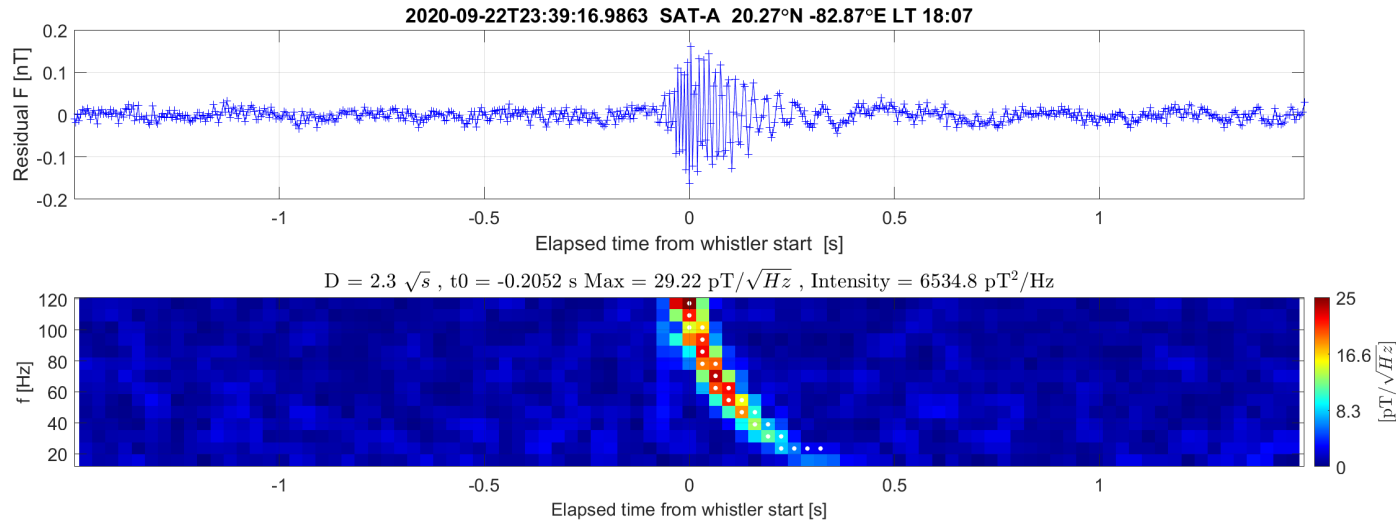 2020-09-22T23:39:16.9863 SAT-A 20.27°N -82.87°E LT 18:07
Residual F [nT]
0.2
0.1
0
-0.1
-0.2
-1 -0.5 0 0.5 1
Elapsed time from whistler start [s]
D = 2.3 √s , t0 = -0.2052 s Max = 29.22 pT/√Hz , Intensity = 6534.8 pT²/Hz
f [Hz]
120
100
80
60
40
20
-1 -0.5 0 0.5 1
Elapsed time from whistler start [s]
25
16.6
8.3
0
[pT/√Hz]